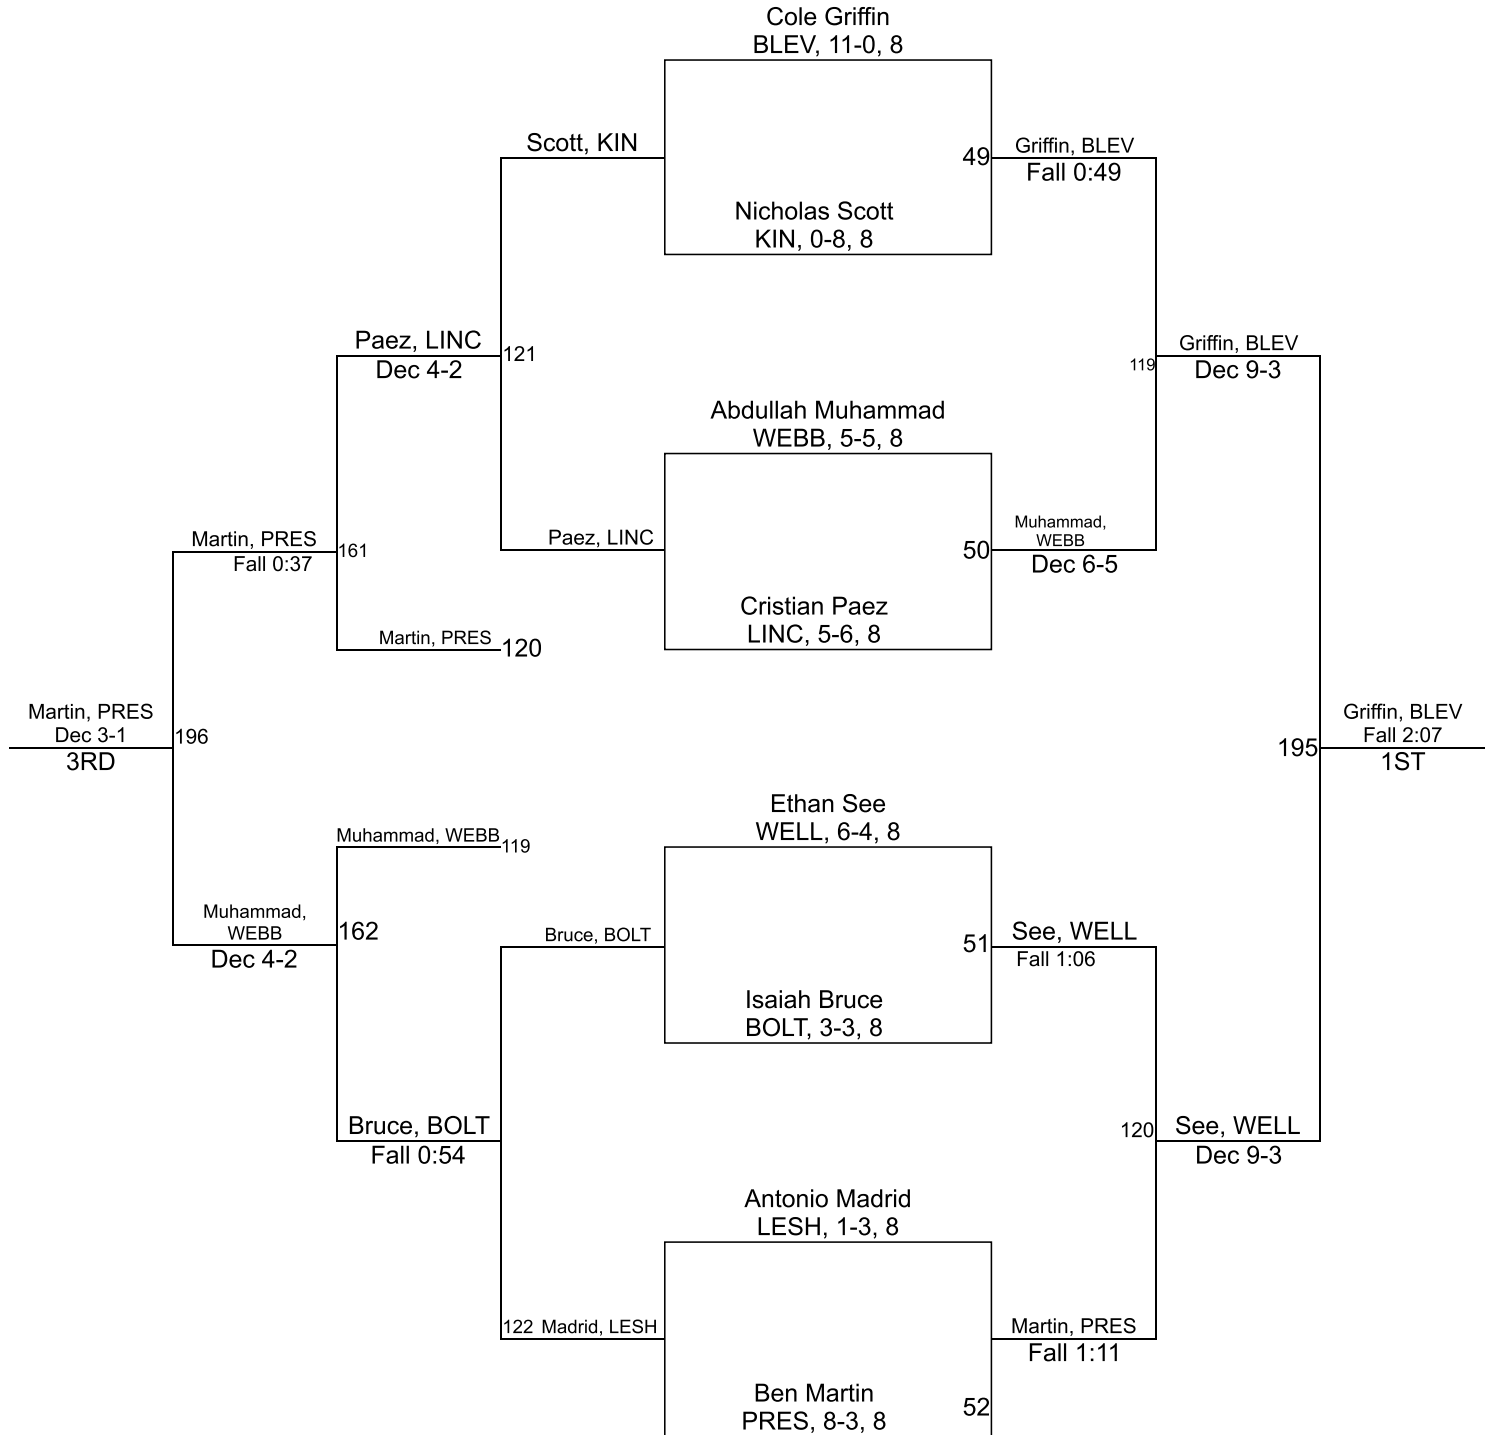 Cole Griffin
BLEV, 11-0, 8
Scott, KIN
49
Griffin, BLEV
Fall 0:49
Nicholas Scott
KIN, 0-8, 8
Paez, LINC
Dec 4-2
121
Griffin, BLEV
119
Dec 9-3
Abdullah Muhammad
WEBB, 5-5, 8
Martin, PRES
Fall 0:37
161
Paez, LINC
50
Muhammad,
WEBB
Dec 6-5
Cristian Paez
LINC, 5-6, 8
Martin, PRES
120
Martin, PRES
Dec 3-1
3RD
196
195
Griffin, BLEV
Fall 2:07
1ST
Ethan See
WELL, 6-4, 8
Muhammad, WEBB
119
Muhammad,
WEBB
Dec 4-2
162
Bruce, BOLT
51
See, WELL
Fall 1:06
Isaiah Bruce
BOLT, 3-3, 8
Bruce, BOLT
Fall 0:54
120
See, WELL
Dec 9-3
Antonio Madrid
LESH, 1-3, 8
122
Madrid, LESH
Martin, PRES
Fall 1:11
Ben Martin
PRES, 8-3, 8
52